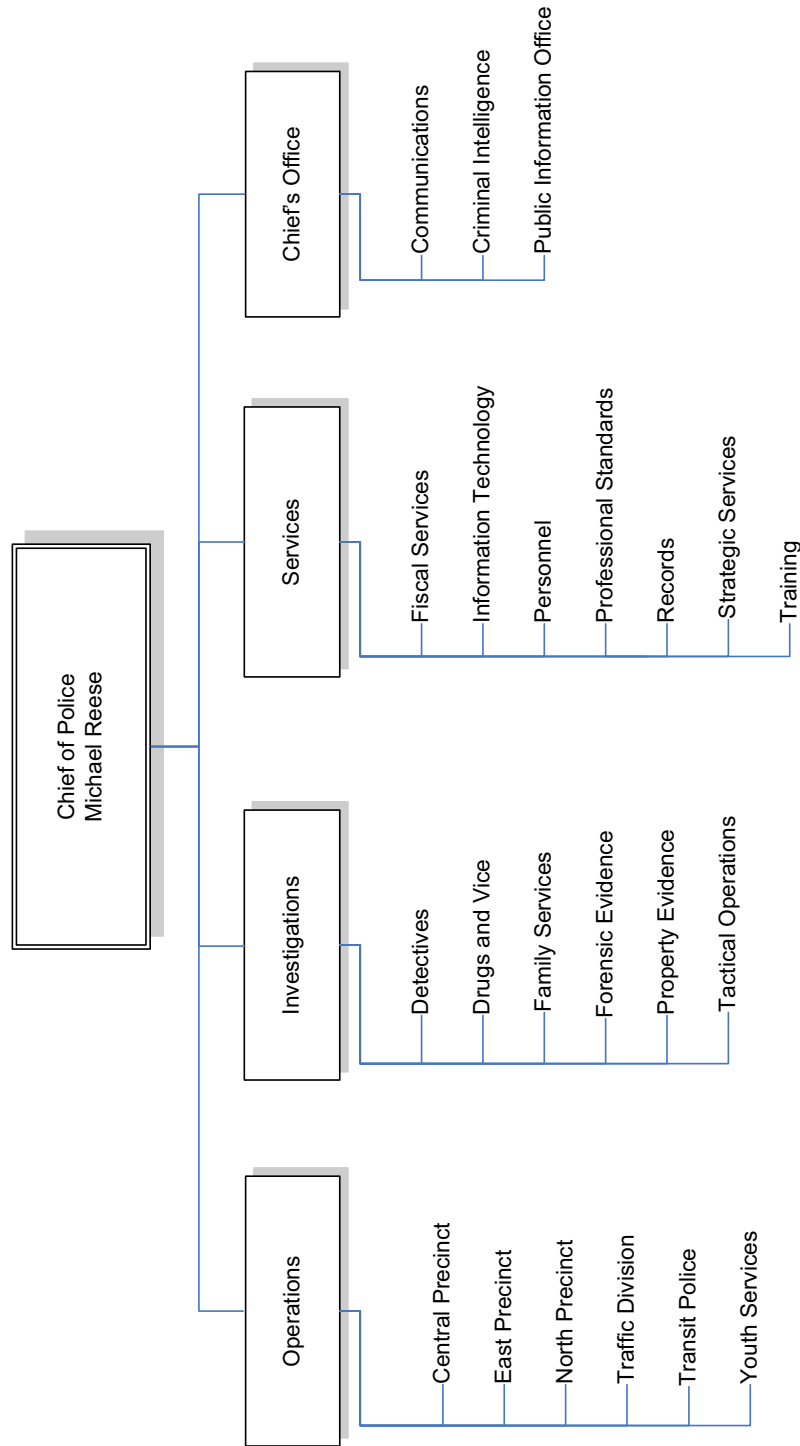 Chief of Police
Michael Reese
Operations
Central Precinct
East Precinct
North Precinct
Traffic Division
Transit Police
Youth Services
Investigations
Detectives
Drugs and Vice
Family Services
Forensic Evidence
Property Evidence
Tactical Operations
Services
Fiscal Services
Information Technology
Personnel
Professional Standards
Records
Strategic Services
Training
Chief's Office
Communications
Criminal Intelligence
Public Information Office